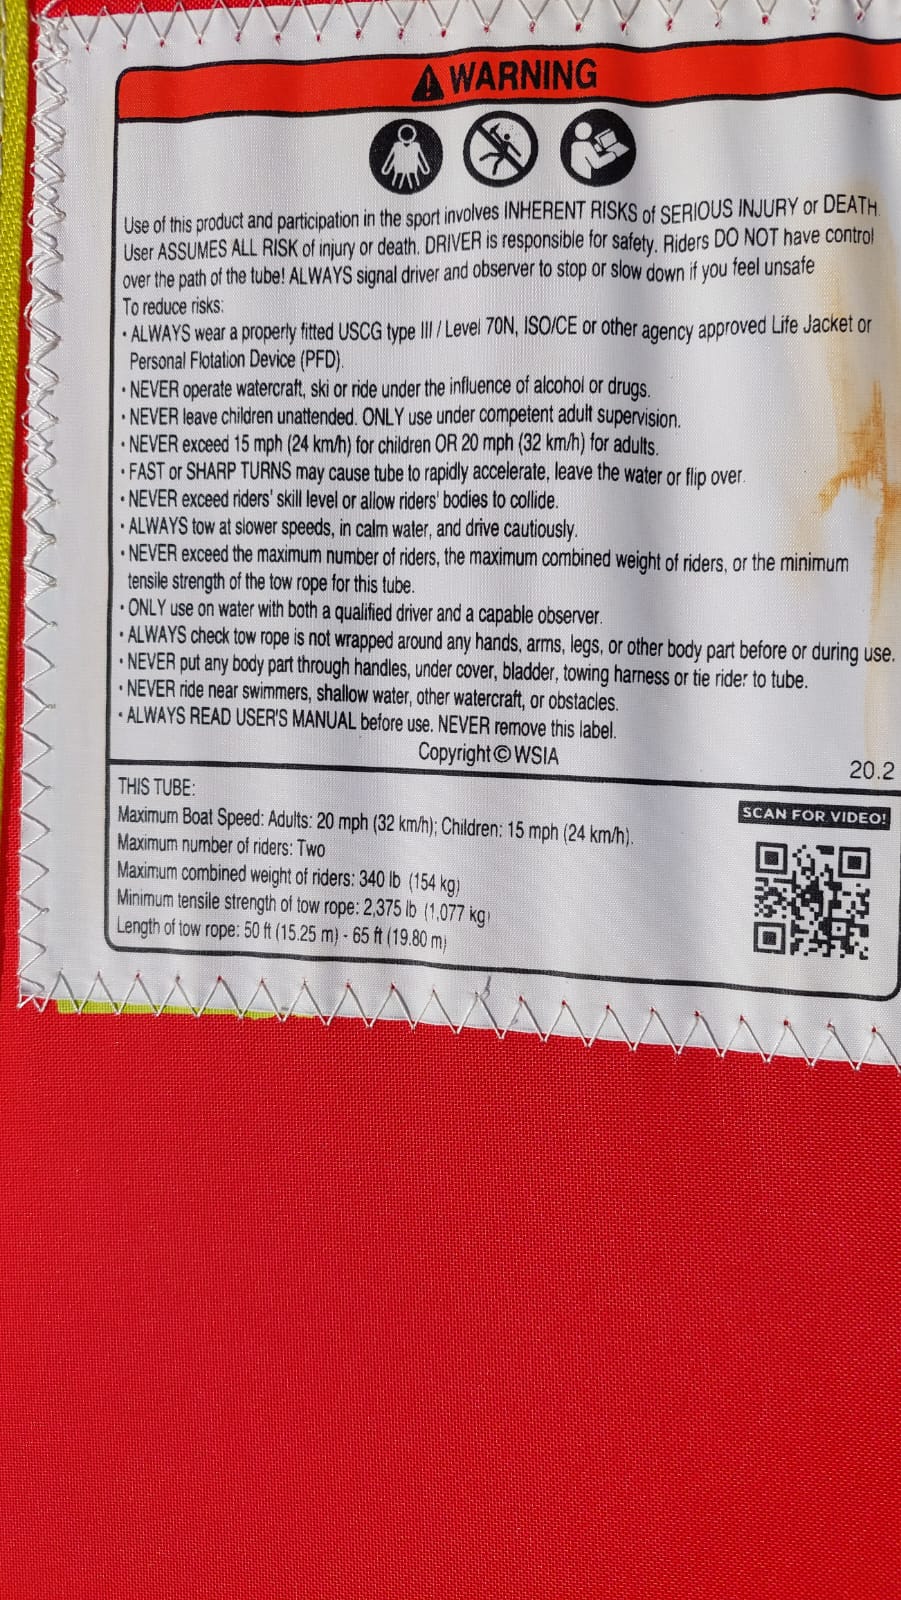 WARNING
Use of this product and participation in the sport involves INHERENT RISKS of SERIOUS INJURY or DEATH.
User ASSUMES ALL RISK of injury or death. DRIVER is responsible for safety. Riders DO NOT have control
over the path of the tube! ALWAYS signal driver and observer to stop or slow down if you feel unsafe
To reduce risks:
• ALWAYS wear a properly fitted USCG type III / Level 70N, ISO/CE or other agency approved Life Jacket or
Personal Flotation Device (PFD).
• NEVER operate watercraft, ski or ride under the influence of alcohol or drugs.
• NEVER leave children unattended. ONLY use under competent adult supervision.
• NEVER exceed 15 mph (24 km/h) for children OR 20 mph (32 km/h) for adults.
• FAST or SHARP TURNS may cause tube to rapidly accelerate, leave the water or flip over.
• NEVER exceed riders' skill level or allow riders' bodies to collide.
• ALWAYS tow at slower speeds, in calm water, and drive cautiously.
• NEVER exceed the maximum number of riders, the maximum combined weight of riders, or the minimum
tensile strength of the tow rope for this tube.
• ONLY use on water with both a qualified driver and a capable observer.
• ALWAYS check tow rope is not wrapped around any hands, arms, legs, or other body part before or during use.
• NEVER put any body part through handles, under cover, bladder, towing harness or tie rider to tube.
• NEVER ride near swimmers, shallow water, other watercraft, or obstacles.
• ALWAYS READ USER'S MANUAL before use. NEVER remove this label.
Copyright © WSIA
20.2
THIS TUBE:
Maximum Boat Speed: Adults: 20 mph (32 km/h); Children: 15 mph (24 km/h).
Maximum number of riders: Two
Maximum combined weight of riders: 340 lb (154 kg)
Minimum tensile strength of tow rope: 2,375 lb (1,077 kg)
Length of tow rope: 50 ft (15.25 m) - 65 ft (19.80 m)
SCAN FOR VIDEO!